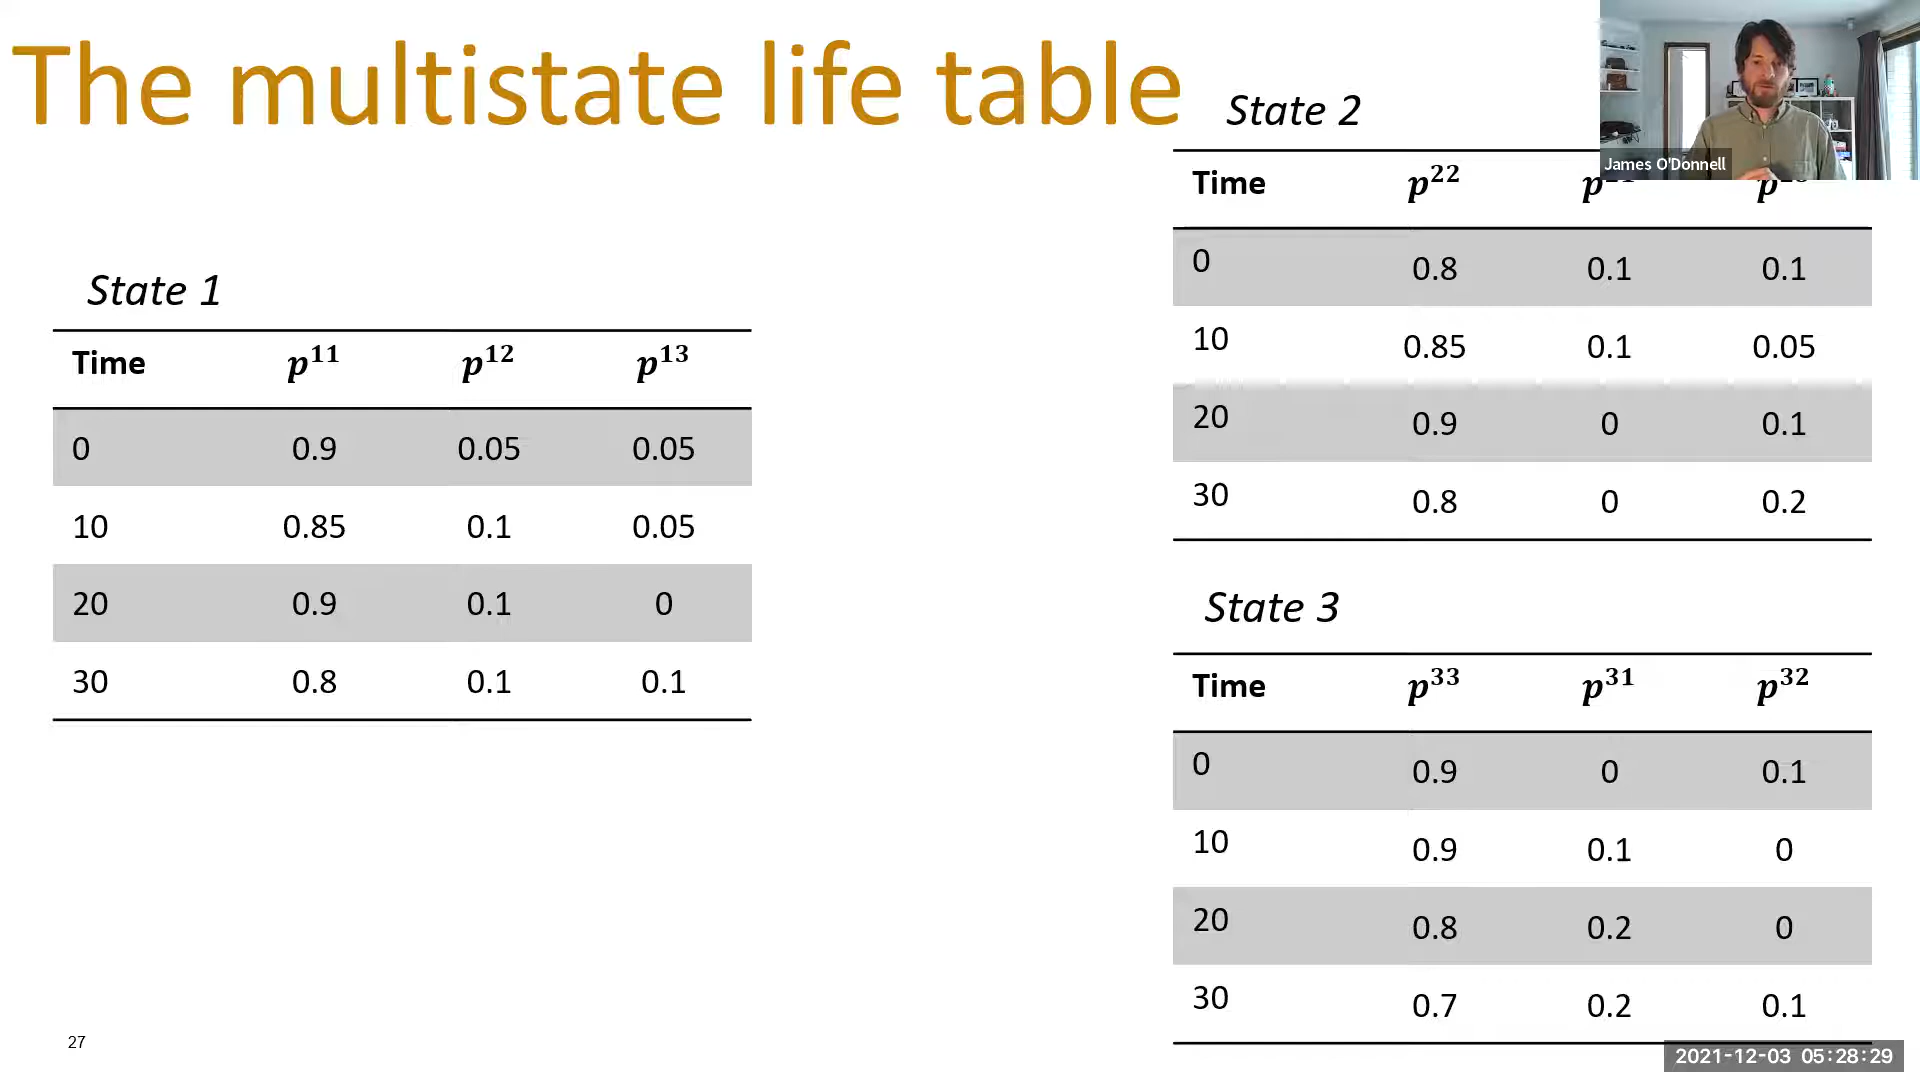 The multistate life table
State 1
Time p¹¹ p¹² p¹³
0 0.9 0.05 0.05
10 0.85 0.1 0.05
20 0.9 0.1 0
30 0.8 0.1 0.1
State 2
Time p²² p p
0 0.8 0.1 0.1
10 0.85 0.1 0.05
20 0.9 0 0.1
30 0.8 0 0.2
State 3
Time p³³ p³¹ p³²
0 0.9 0 0.1
10 0.9 0.1 0
20 0.8 0.2 0
30 0.7 0.2 0.1
James O'Donnell
27
2021-12-03 05:28:29